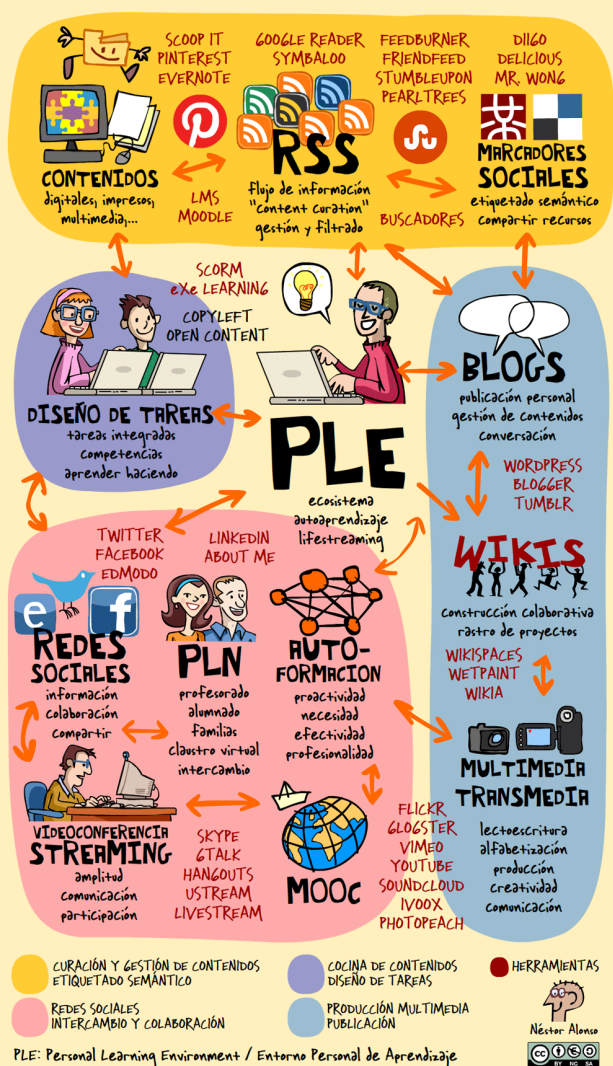 SCOOP IT
PINTEREST
EVERNOTE
GOOGLE READER
SYMBALOO
FEEDBURNER
FRIENDFEED
STUMBLEUPON
PEARLTREES
DIIGO
DELICIOUS
MR. WONG
CONTENIDOS
digitales, impresos,
multimedia,...
LMS
MOODLE
RSS
flujo de información
"content curation"
gestión y filtrado
BUSCADORES
MARCADORES
SOCIALES
etiquetado semántico
compartir recursos
SCORM
eXe LEARNING
COPYLEFT
OPEN CONTENT
DISEÑO DE TAREAS
tareas integradas
competencias
aprender haciendo
PLE
ecosistema
autoaprendizaje
lifestreaming
BLOGS
publicación personal
gestión de contenidos
conversación
WORDPRESS
BLOGGER
TUMBLR
WIKIS
construcción colaborativa
rastro de proyectos
WIKISPACES
WETPAINT
WIKIA
TWITTER
FACEBOOK
EDMODO
LINKEDIN
ABOUT ME
e
f
REDES
SOCIALES
información
colaboración
compartir
PLN
profesorado
alumnado
familias
claustro virtual
intercambio
AUTO-
FORMACION
proactividad
necesidad
efectividad
profesionalidad
MULTIMEDIA
TRANSMEDIA
lectoescritura
alfabetización
producción
creatividad
comunicación
VIDEOCONFERENCIA
STREAMING
amplitud
comunicación
participación
SKYPE
GTALK
HANGOUTS
USTREAM
LIVESTREAM
MOOc
FLICKR
GLOGSTER
VIMEO
YOUTUBE
SOUNDCLOUD
IVOOX
PHOTOPEACH
CURACIÓN Y GESTIÓN DE CONTENIDOS
ETIQUETADO SEMÁNTICO
COCINA DE CONTENIDOS
DISEÑO DE TAREAS
HERRAMIENTAS
REDES SOCIALES
INTERCAMBIO Y COLABORACIÓN
PRODUCCIÓN MULTIMEDIA
PUBLICACIÓN
Néstor Alonso
PLE: Personal Learning Environment / Entorno Personal de Aprendizaje
cc
BY NC SA